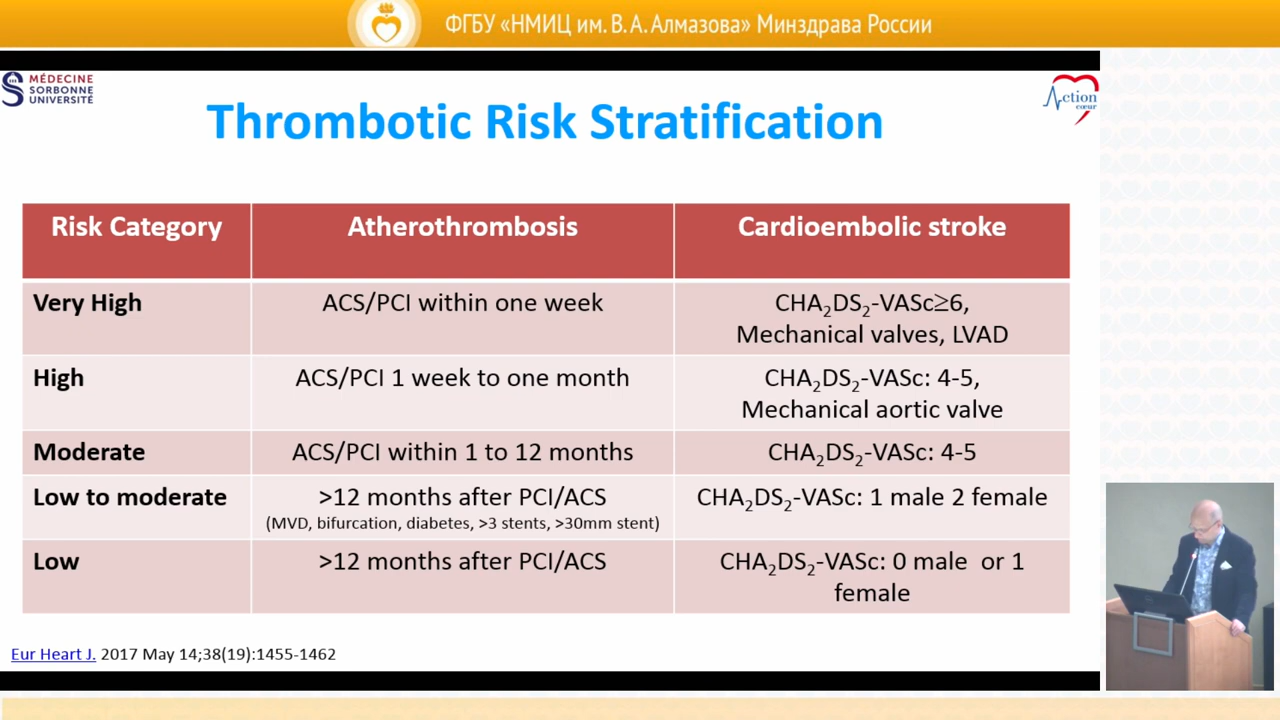 ФГБУ «НМИЦ им. В. А. Алмазова» Минздрава России
MÉDECINE
SORBONNE
UNIVERSITÉ
Action
cœur
Thrombotic Risk Stratification
Risk Category Atherothrombosis Cardioembolic stroke
Very High ACS/PCI within one week CHA₂DS₂-VASc≥6,
Mechanical valves, LVAD
High ACS/PCI 1 week to one month CHA₂DS₂-VASc: 4-5,
Mechanical aortic valve
Moderate ACS/PCI within 1 to 12 months CHA₂DS₂-VASc: 4-5
Low to moderate >12 months after PCI/ACS CHA₂DS₂-VASc: 1 male 2 female
(MVD, bifurcation, diabetes, >3 stents, >30mm stent)
Low >12 months after PCI/ACS CHA₂DS₂-VASc: 0 male or 1
female
Eur Heart J. 2017 May 14;38(19):1455-1462